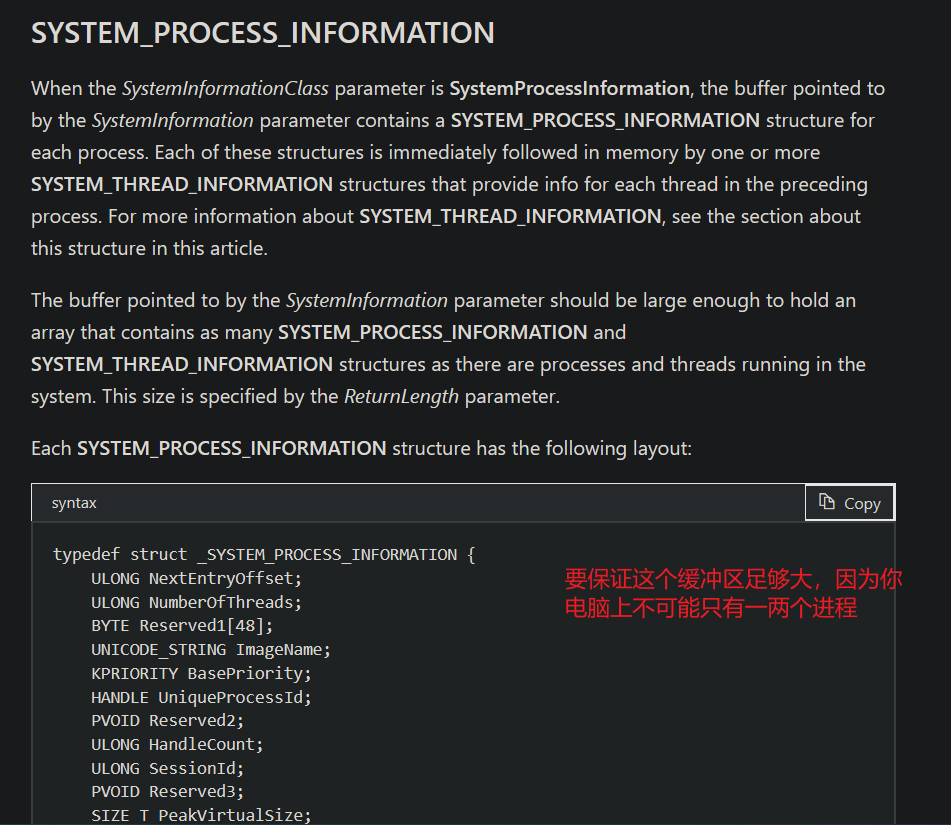 SYSTEM_PROCESS_INFORMATION
When the SystemInformationClass parameter is SystemProcessInformation, the buffer pointed to
by the SystemInformation parameter contains a SYSTEM_PROCESS_INFORMATION structure for
each process. Each of these structures is immediately followed in memory by one or more
SYSTEM_THREAD_INFORMATION structures that provide info for each thread in the preceding
process. For more information about SYSTEM_THREAD_INFORMATION, see the section about
this structure in this article.
The buffer pointed to by the SystemInformation parameter should be large enough to hold an
array that contains as many SYSTEM_PROCESS_INFORMATION and
SYSTEM_THREAD_INFORMATION structures as there are processes and threads running in the
system. This size is specified by the ReturnLength parameter.
Each SYSTEM_PROCESS_INFORMATION structure has the following layout:
syntax
Copy
typedef struct _SYSTEM_PROCESS_INFORMATION {
ULONG NextEntryOffset;
ULONG NumberOfThreads;
BYTE Reserved1[48];
UNICODE_STRING ImageName;
KPRIORITY BasePriority;
HANDLE UniqueProcessId;
PVOID Reserved2;
ULONG HandleCount;
ULONG SessionId;
PVOID Reserved3;
SIZE_T PeakVirtualSize;
要保证这个缓冲区足够大，因为你
电脑上不可能只有一两个进程